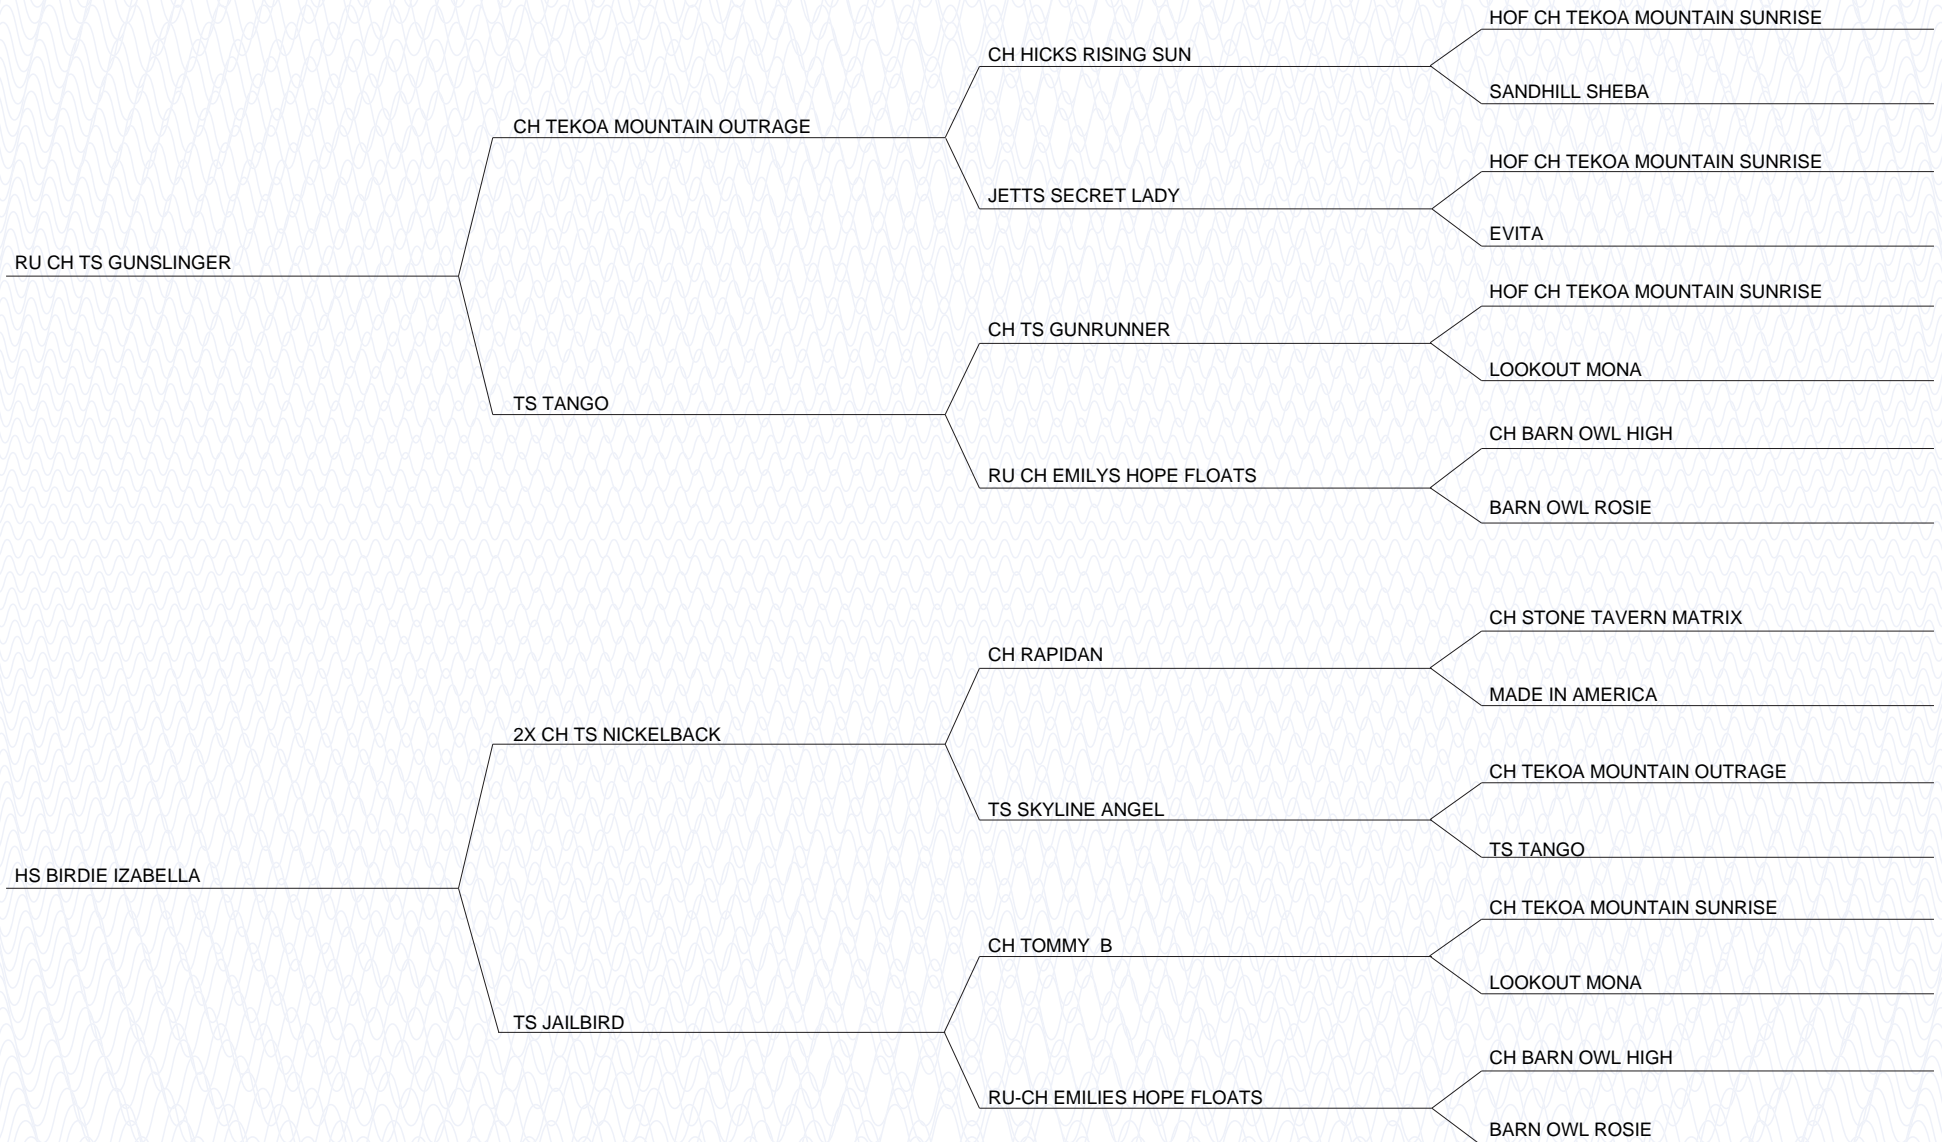 HOF CH TEKOA MOUNTAIN SUNRISE
CH HICKS RISING SUN
SANDHILL SHEBA
CH TEKOA MOUNTAIN OUTRAGE
HOF CH TEKOA MOUNTAIN SUNRISE
JETTS SECRET LADY
EVITA
RU CH TS GUNSLINGER
HOF CH TEKOA MOUNTAIN SUNRISE
CH TS GUNRUNNER
LOOKOUT MONA
TS TANGO
CH BARN OWL HIGH
RU CH EMILYS HOPE FLOATS
BARN OWL ROSIE
CH STONE TAVERN MATRIX
CH RAPIDAN
MADE IN AMERICA
2X CH TS NICKELBACK
CH TEKOA MOUNTAIN OUTRAGE
TS SKYLINE ANGEL
TS TANGO
HS BIRDIE IZABELLA
CH TEKOA MOUNTAIN SUNRISE
CH TOMMY  B
LOOKOUT MONA
TS JAILBIRD
CH BARN OWL HIGH
RU-CH EMILIES HOPE FLOATS
BARN OWL ROSIE